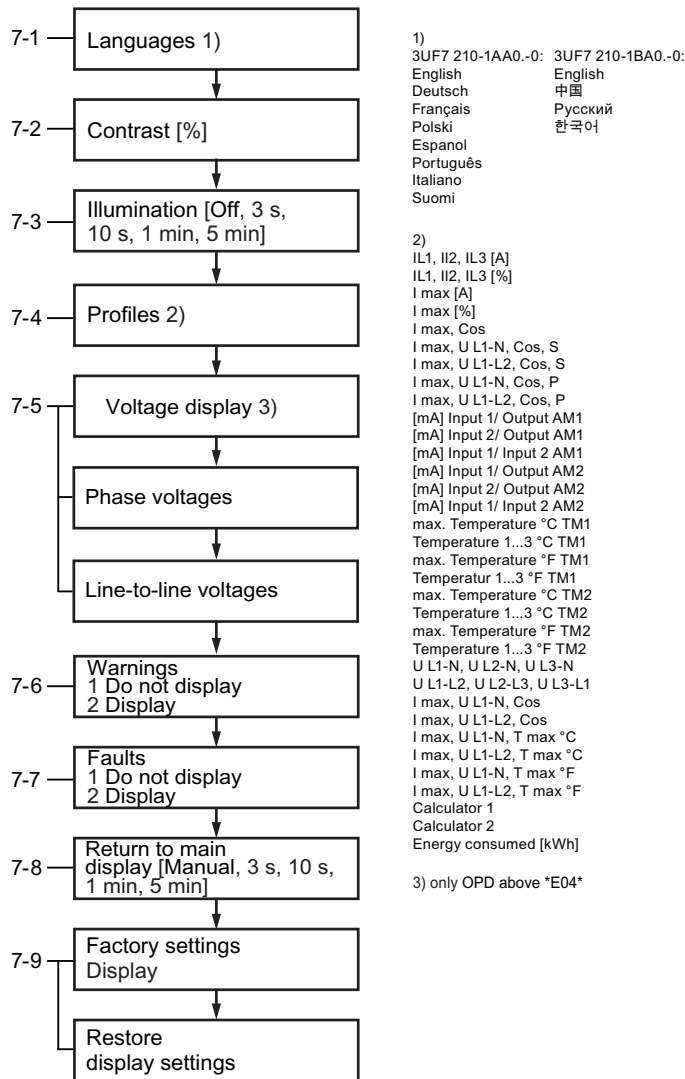 7-1
Languages 1)
7-2
Contrast [%]
7-3
Illumination [Off, 3 s,
10 s, 1 min, 5 min]
7-4
Profiles 2)
7-5
Voltage display 3)
Phase voltages
Line-to-line voltages
7-6
Warnings
1 Do not display
2 Display
7-7
Faults
1 Do not display
2 Display
7-8
Return to main
display [Manual, 3 s, 10 s,
1 min, 5 min]
7-9
Factory settings
Display
Restore
display settings
1)
3UF7 210-1AA0.-0:
English
Deutsch
Français
Polski
Espanol
Português
Italiano
Suomi
3UF7 210-1BA0.-0:
English
中国
Русский
한국어
2)
IL1, Il2, IL3 [A]
IL1, Il2, IL3 [%]
I max [A]
I max [%]
I max, Cos
I max, U L1-N, Cos, S
I max, U L1-L2, Cos, S
I max, U L1-N, Cos, P
I max, U L1-L2, Cos, P
[mA] Input 1/ Output AM1
[mA] Input 2/ Output AM1
[mA] Input 1/ Input 2 AM1
[mA] Input 1/ Output AM2
[mA] Input 2/ Output AM2
[mA] Input 1/ Input 2 AM2
max. Temperature °C TM1
Temperature 1...3 °C TM1
max. Temperature °F TM1
Temperatur 1...3 °F TM1
max. Temperature °C TM2
Temperature 1...3 °C TM2
max. Temperature °F TM2
Temperature 1...3 °F TM2
U L1-N, U L2-N, U L3-N
U L1-L2, U L2-L3, U L3-L1
I max, U L1-N, Cos
I max, U L1-L2, Cos
I max, U L1-N, T max °C
I max, U L1-L2, T max °C
I max, U L1-N, T max °F
I max, U L1-L2, T max °F
Calculator 1
Calculator 2
Energy consumed [kWh]
3) only OPD above *E04*